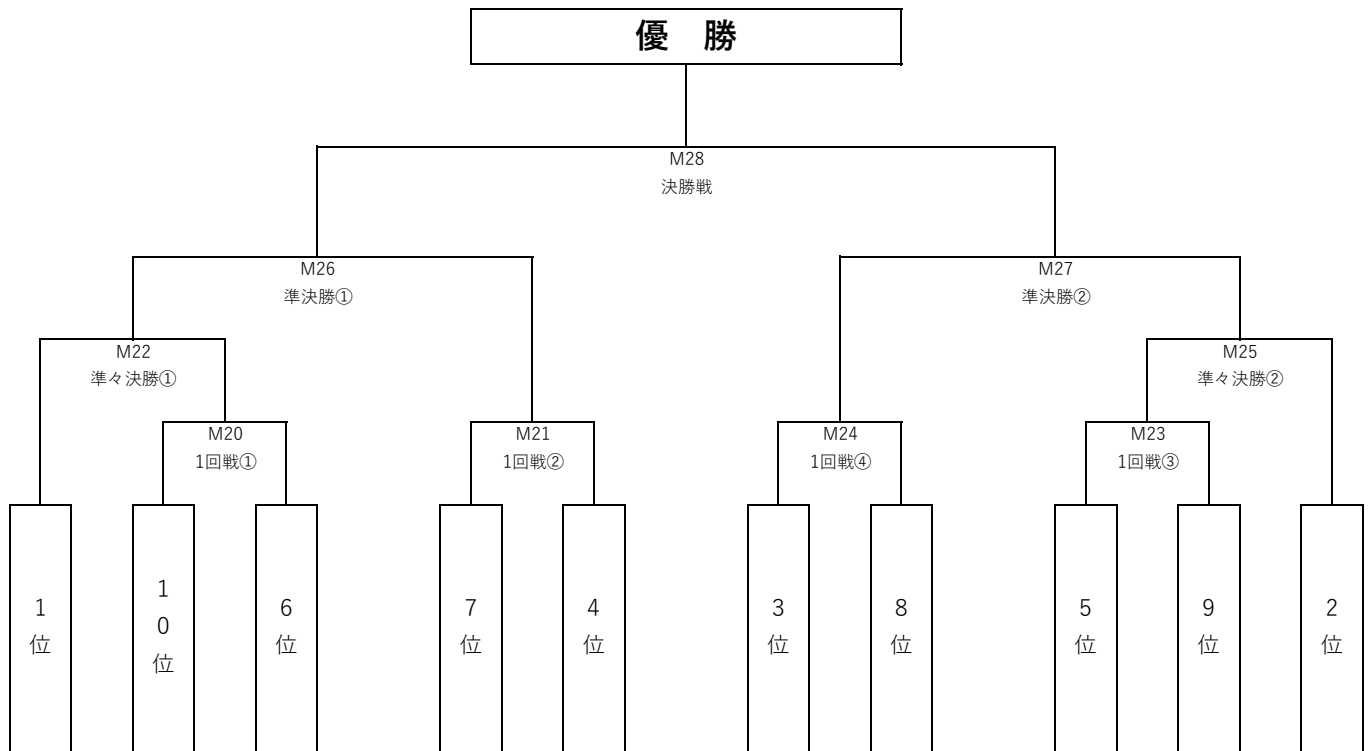 優　勝
M28
決勝戦
M26
準決勝①
M27
準決勝②
M22
準々決勝①
M25
準々決勝②
M20
1回戦①
M21
1回戦②
M24
1回戦④
M23
1回戦③
1位
10位
6位
7位
4位
3位
8位
5位
9位
2位